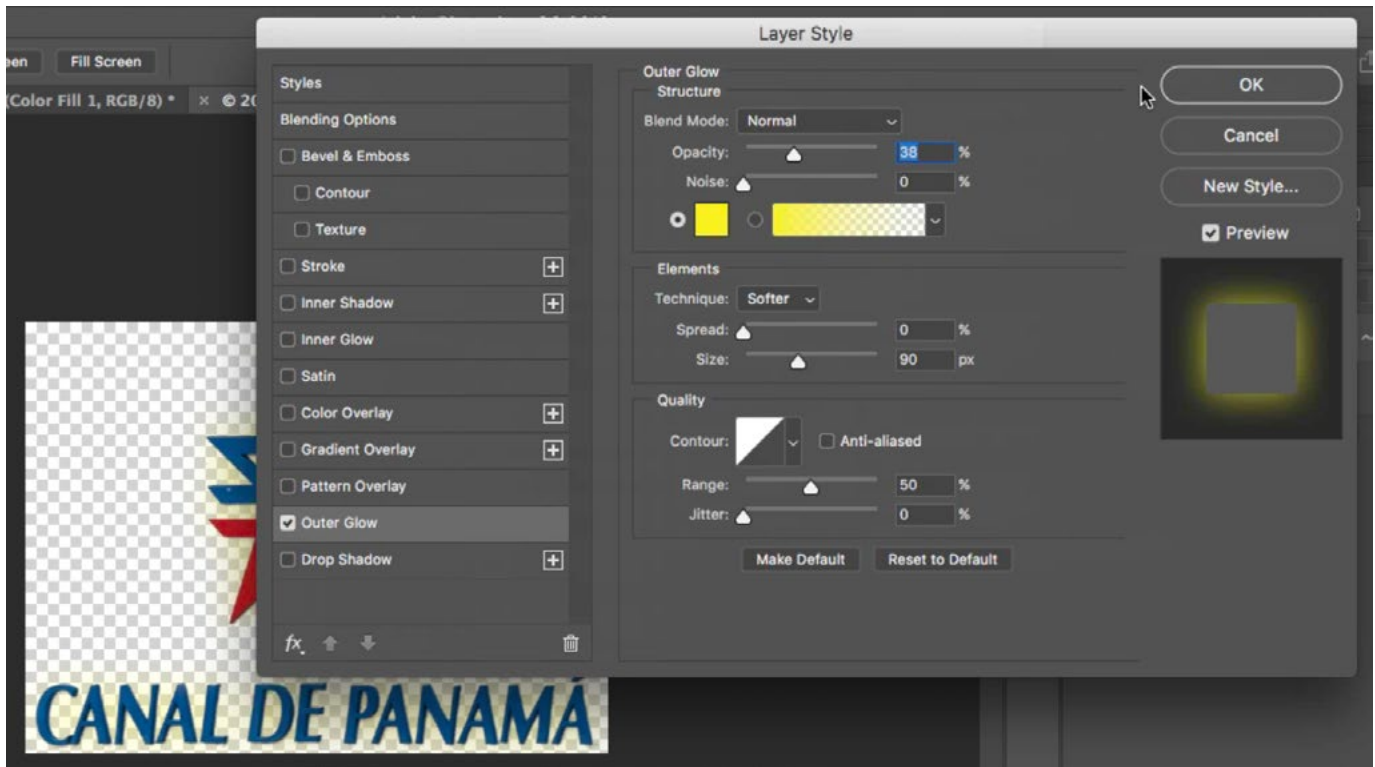 Layer Style
Fill Screen
(Color Fill 1, RGB/8) * × ©
Styles
Blending Options
Bevel & Emboss
Contour
Texture
Stroke
Inner Shadow
Inner Glow
Satin
Color Overlay
Gradient Overlay
Pattern Overlay
Outer Glow
Drop Shadow
fx
Outer Glow
Structure
Blend Mode: Normal
Opacity: 38 %
Noise: 0 %
Elements
Technique: Softer
Spread: 0 %
Size: 90 px
Quality
Contour: Anti-aliased
Range: 50 %
Jitter: 0 %
Make Default Reset to Default
OK
Cancel
New Style...
Preview
CANAL DE PANAMÁ